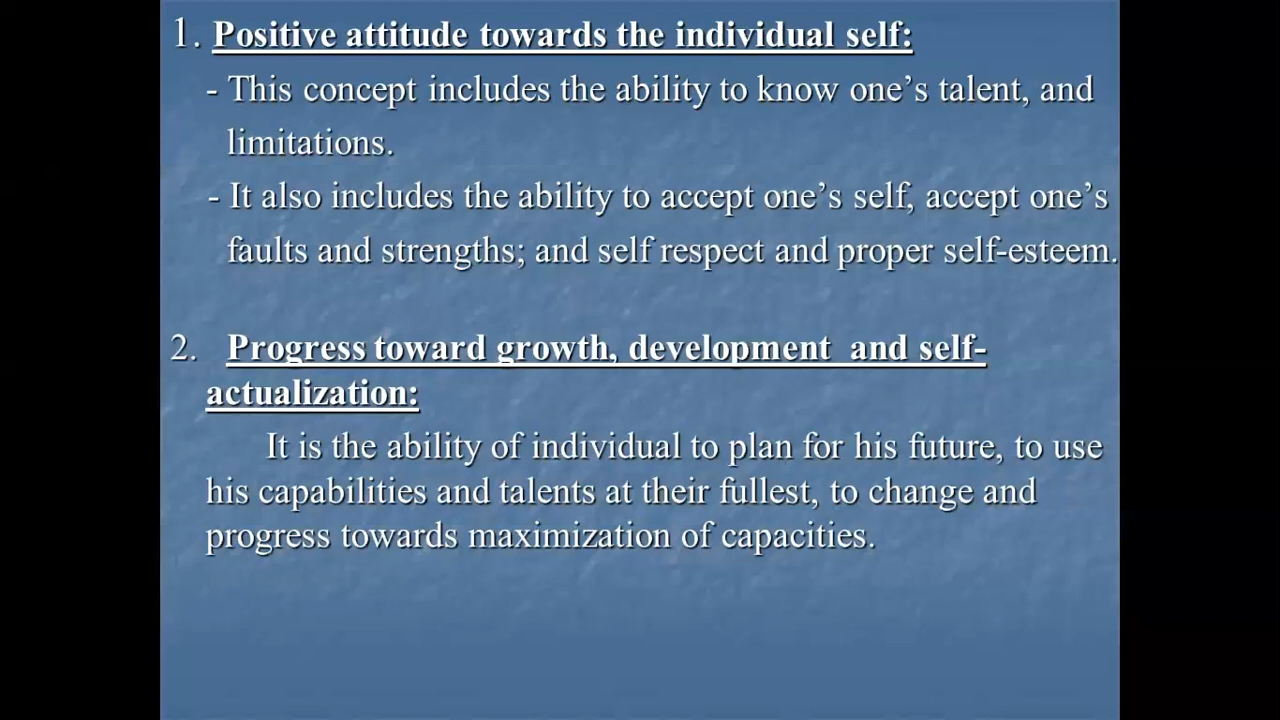 1. Positive attitude towards the individual self:
- This concept includes the ability to know one’s talent, and
limitations.
- It also includes the ability to accept one’s self, accept one’s
faults and strengths; and self respect and proper self-esteem.
2. Progress toward growth, development and self-
actualization:
It is the ability of individual to plan for his future, to use
his capabilities and talents at their fullest, to change and
progress towards maximization of capacities.